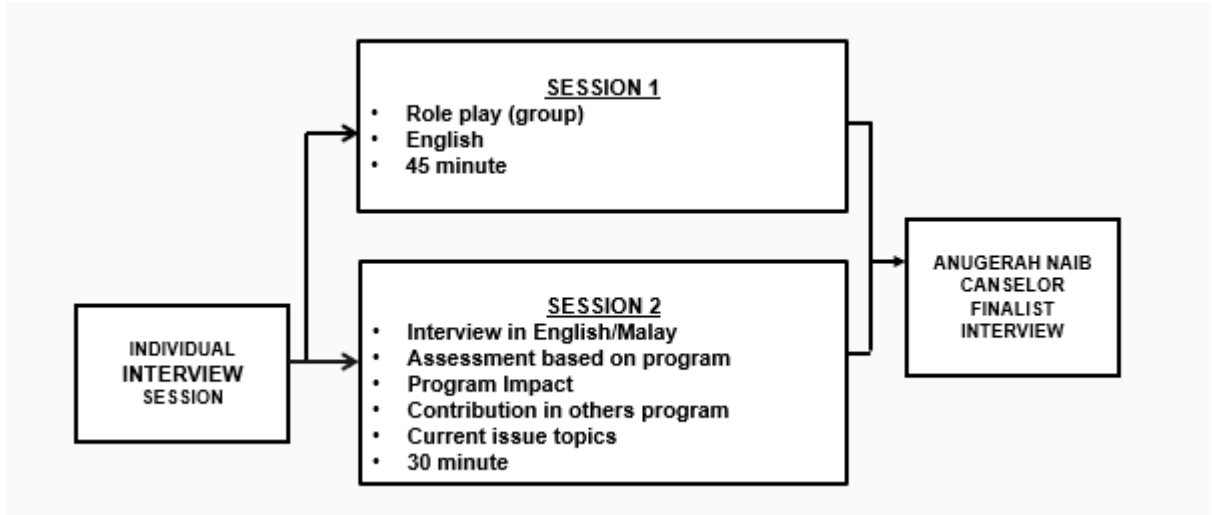 SESSION 1
• Role play (group)
• English
• 45 minute
SESSION 2
• Interview in English/Malay
• Assessment based on program
• Program Impact
• Contribution in others program
• Current issue topics
• 30 minute
INDIVIDUAL
INTERVIEW
SESSION
ANUGERAH NAIB
CANSELOR
FINALIST
INTERVIEW